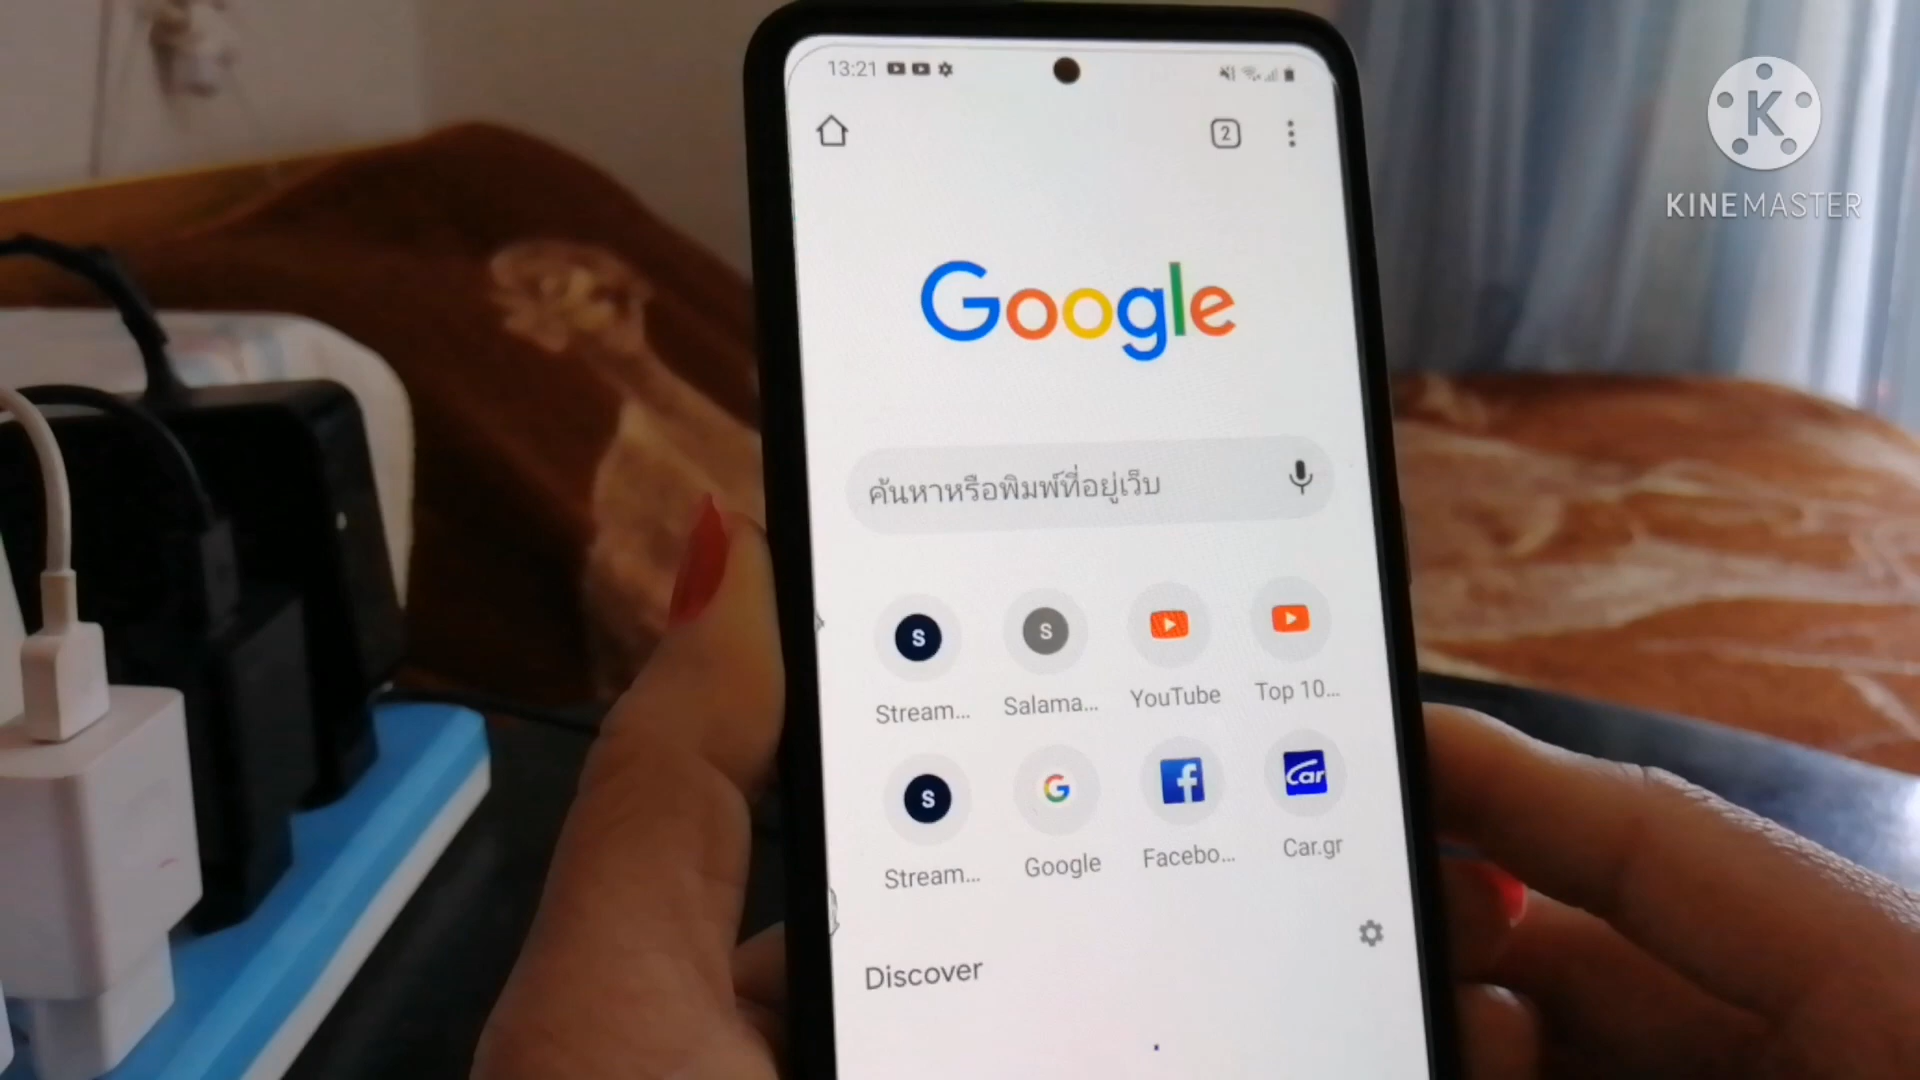 13:21
2
K
KINEMASTER
Google
ค้นหาหรือพิมพ์ที่อยู่เว็บ
S S
Stream... Salama... YouTube Top 10...
S G f Car
Stream... Google Facebo... Car.gr
Discover